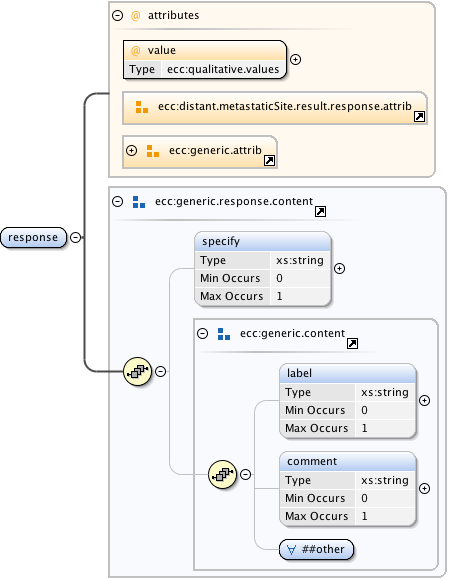 @ attributes
@ value
Type ecc:qualitative.values
ecc:distant.metastaticSite.result.response.attrib
ecc:generic.attrib
response
ecc:generic.response.content
specify
Type xs:string
Min Occurs 0
Max Occurs 1
ecc:generic.content
label
Type xs:string
Min Occurs 0
Max Occurs 1
comment
Type xs:string
Min Occurs 0
Max Occurs 1
∀ ##other